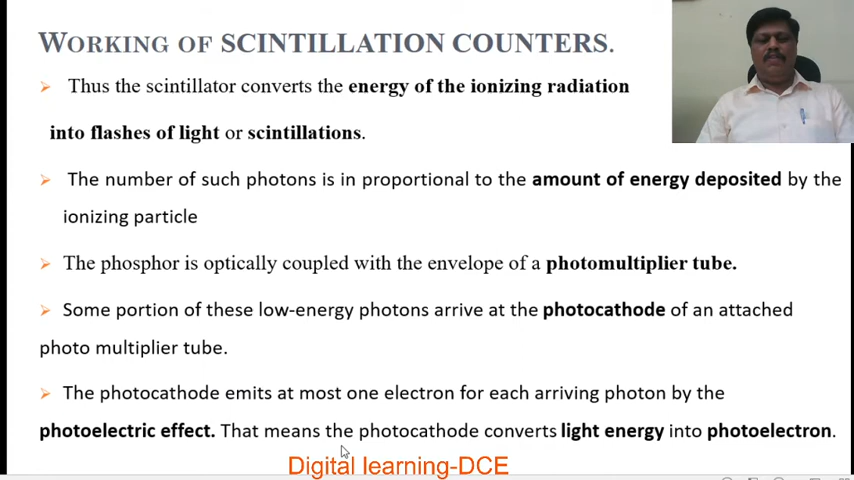 WORKING OF SCINTILLATION COUNTERS.
➢ Thus the scintillator converts the energy of the ionizing radiation
into flashes of light or scintillations.
➢ The number of such photons is in proportional to the amount of energy deposited by the
ionizing particle
➢ The phosphor is optically coupled with the envelope of a photomultiplier tube.
➢ Some portion of these low-energy photons arrive at the photocathode of an attached
photo multiplier tube.
➢ The photocathode emits at most one electron for each arriving photon by the
photoelectric effect. That means the photocathode converts light energy into photoelectron.
Digital learning-DCE